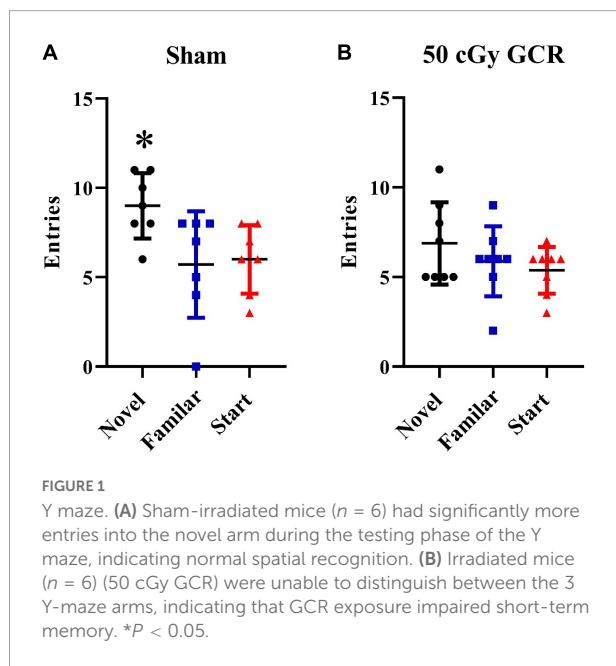 A
Sham
B
50 cGy GCR
15
10
5
0
Entries
*
Novel
Familar
Start
15
10
5
0
Entries
Novel
Familar
Start
FIGURE 1
Y maze. (A) Sham-irradiated mice (n = 6) had significantly more
entries into the novel arm during the testing phase of the Y
maze, indicating normal spatial recognition. (B) Irradiated mice
(n = 6) (50 cGy GCR) were unable to distinguish between the 3
Y-maze arms, indicating that GCR exposure impaired short-term
memory. *P < 0.05.